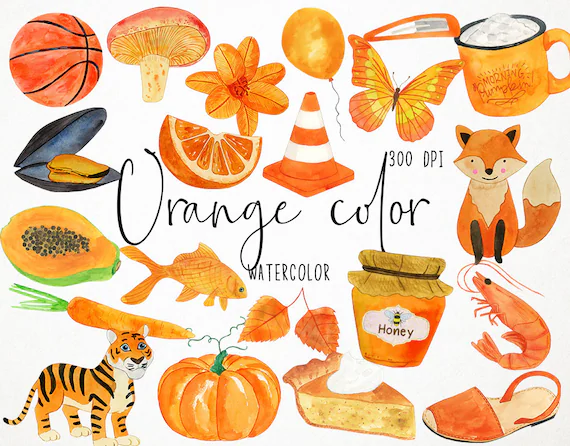 MORNING
300 DPI
Orange color
WATERCOLOR
Honey